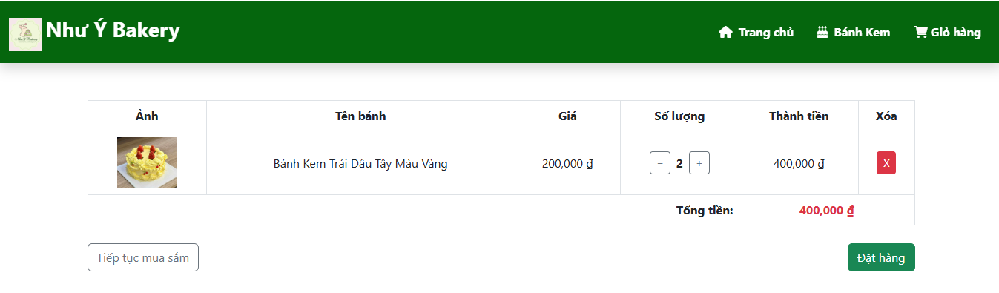 Như Ý Bakery
Trang chủ Bánh Kem Giỏ hàng
Ảnh Tên bánh Giá Số lượng Thành tiền Xóa
Bánh Kem Trái Dâu Tây Màu Vàng 200,000 ₫ − 2 + 400,000 ₫ X
Tổng tiền: 400,000 ₫
Tiếp tục mua sắm Đặt hàng